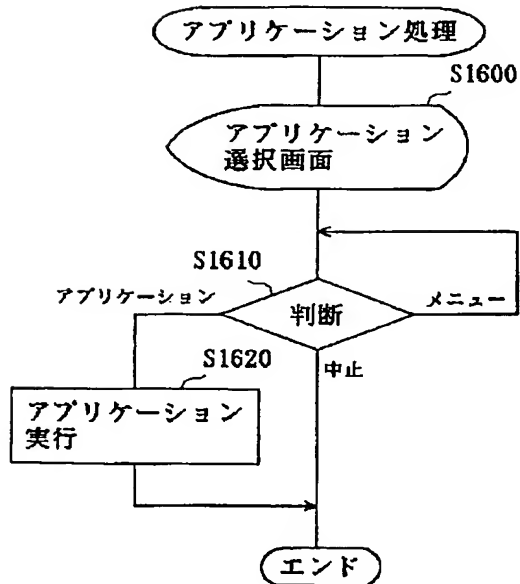 アプリケーション処理
S1600
アプリケーション
選択画面
S1610
アプリケーション
判断
メニュー
中止
S1620
アプリケーション
実行
エンド